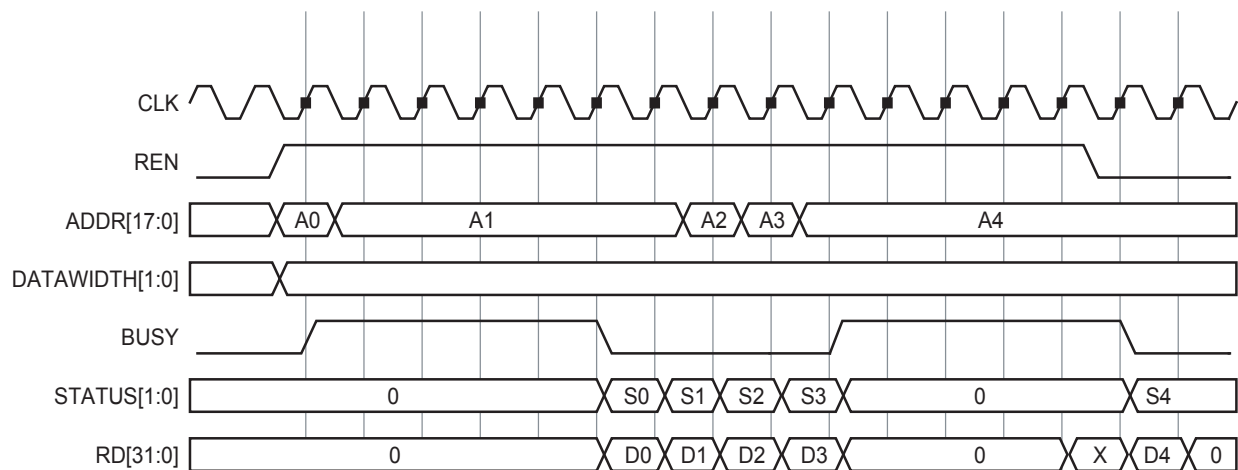 CLK
REN
ADDR[17:0] A0 A1 A2 A3 A4
DATAWIDTH[1:0]
BUSY
STATUS[1:0] 0 S0 S1 S2 S3 0 S4
RD[31:0] 0 D0 D1 D2 D3 0 X D4 0